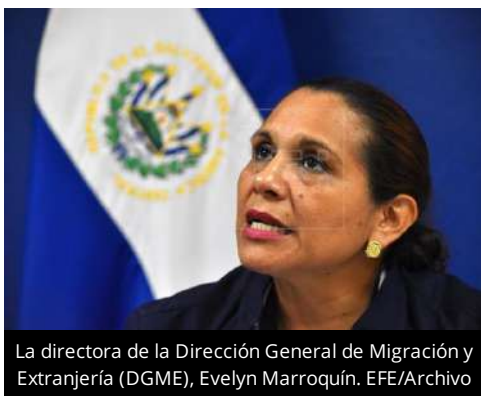 La directora de la Dirección General de Migración y
Extranjería (DGME), Evelyn Marroquín. EFE/Archivo